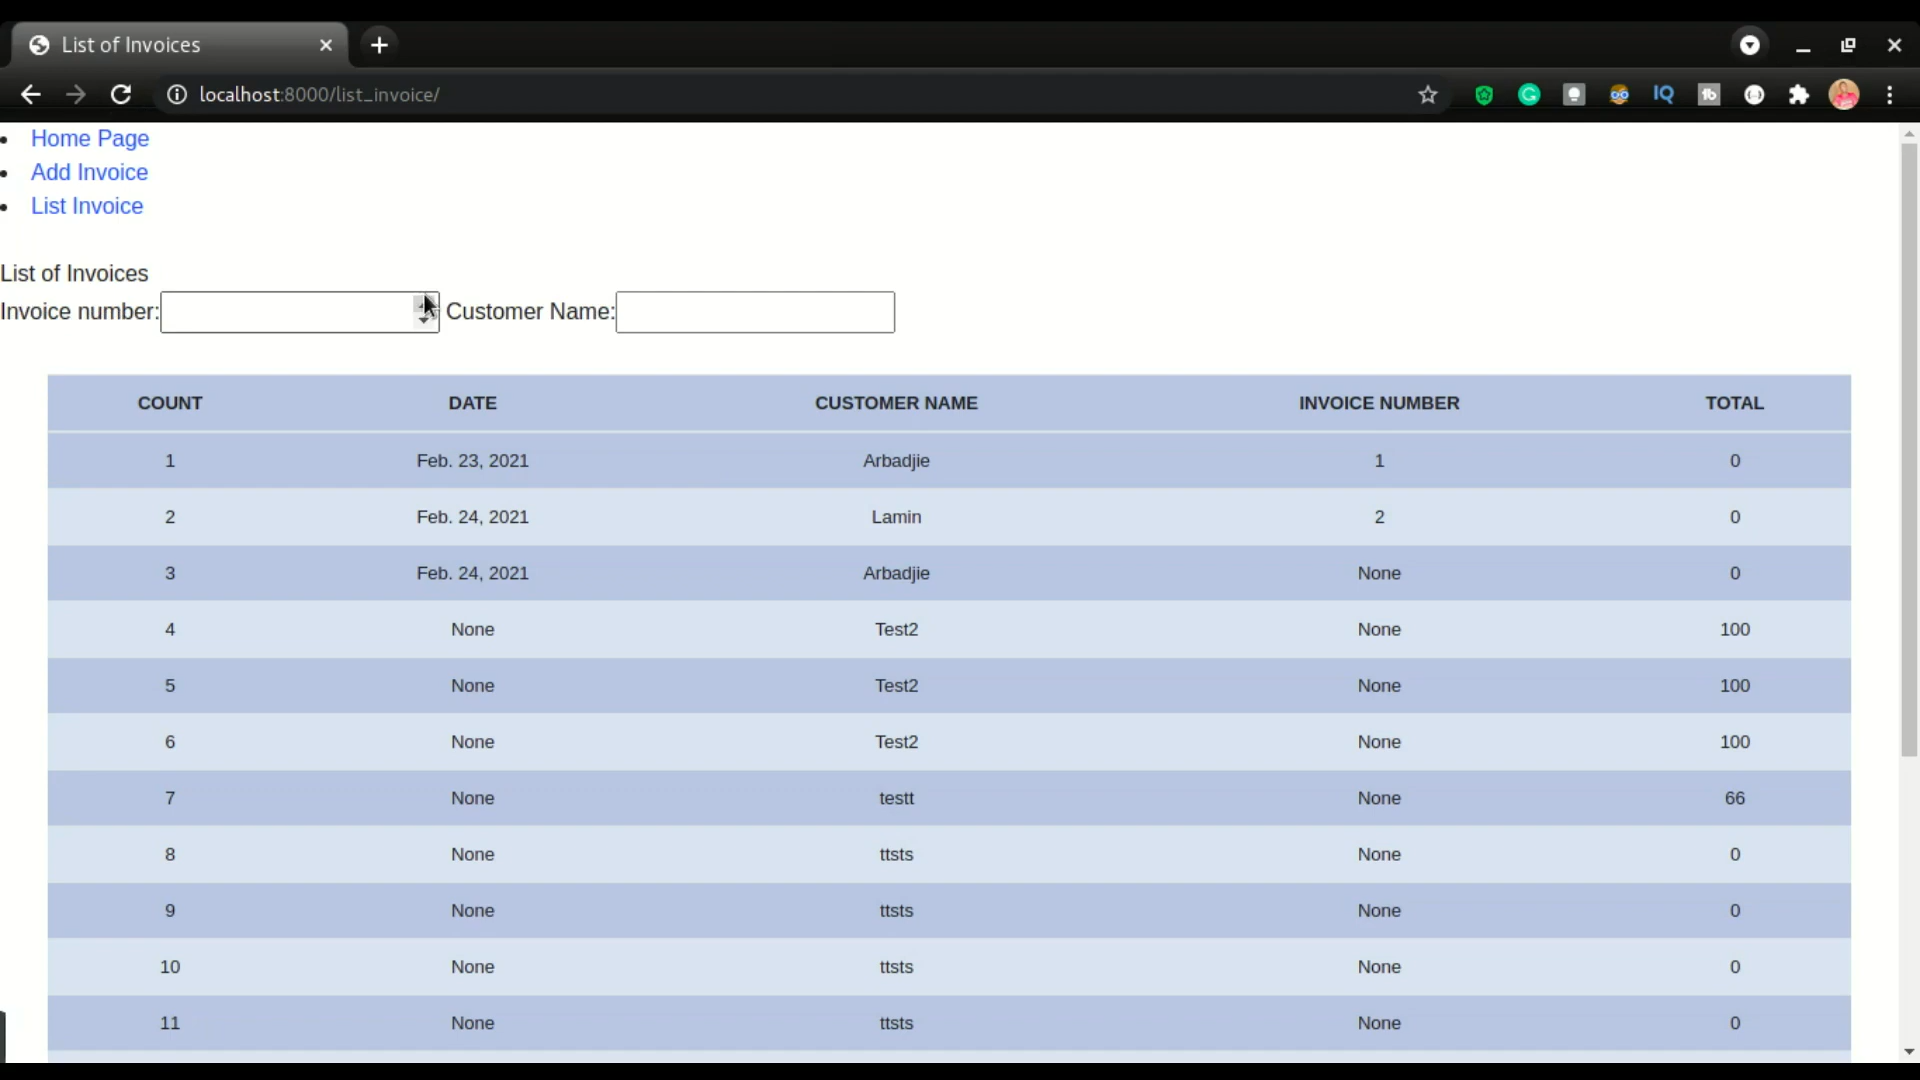 List of Invoices
localhost:8000/list_invoice/
IQ
Home Page
Add Invoice
List Invoice
List of Invoices
Invoice number: Customer Name:
COUNT DATE CUSTOMER NAME INVOICE NUMBER TOTAL
1 Feb. 23, 2021 Arbadjie 1 0
2 Feb. 24, 2021 Lamin 2 0
3 Feb. 24, 2021 Arbadjie None 0
4 None Test2 None 100
5 None Test2 None 100
6 None Test2 None 100
7 None testt None 66
8 None ttsts None 0
9 None ttsts None 0
10 None ttsts None 0
11 None ttsts None 0